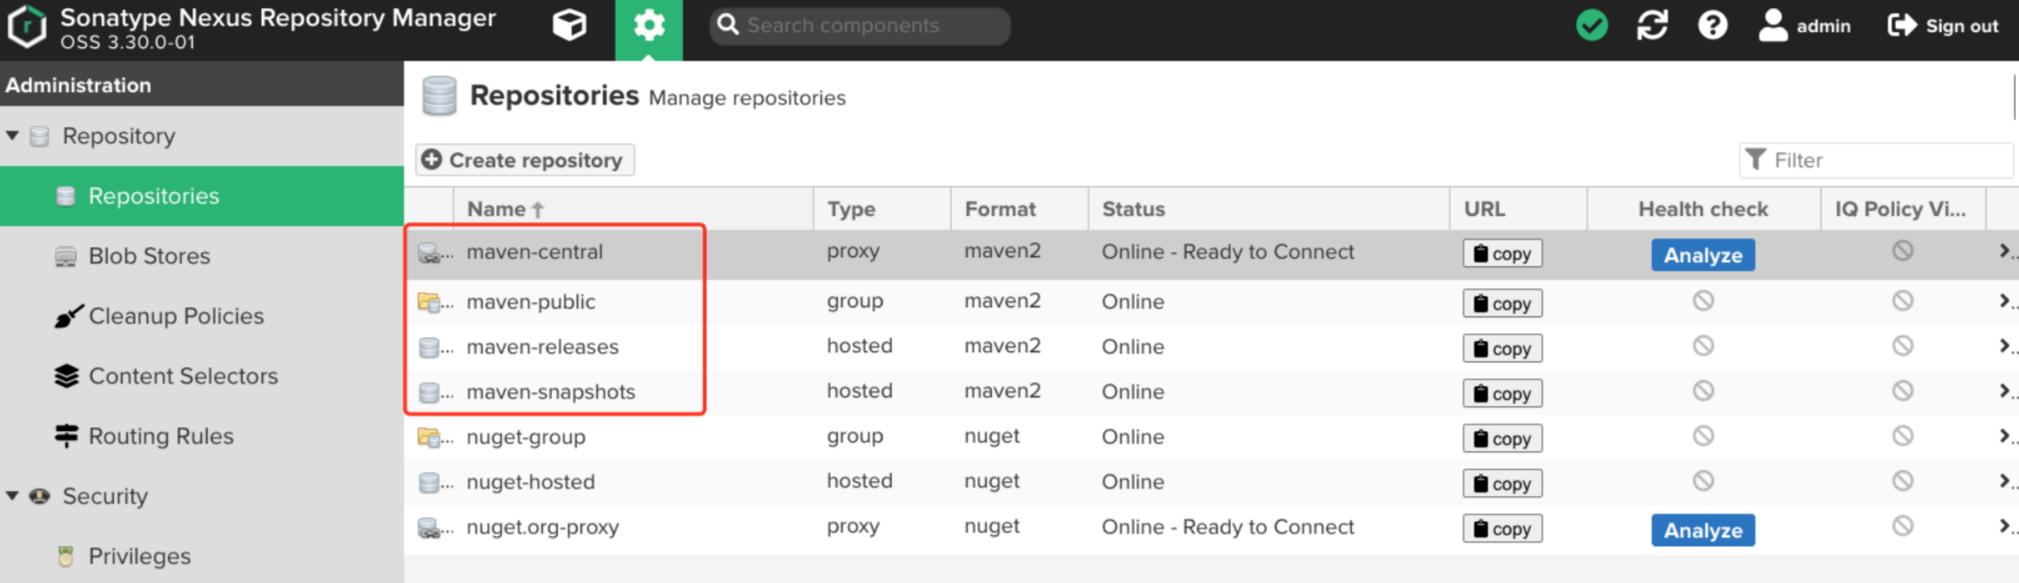 Sonatype Nexus Repository Manager
OSS 3.30.0-01
Search components
admin
Sign out
Administration
Repository
Repositories
Blob Stores
Cleanup Policies
Content Selectors
Routing Rules
Security
Privileges
Repositories Manage repositories
Create repository
Filter
Name Type Format Status URL Health check IQ Policy Vi...
... maven-central proxy maven2 Online - Ready to Connect copy Analyze
... maven-public group maven2 Online copy
... maven-releases hosted maven2 Online copy
... maven-snapshots hosted maven2 Online copy
... nuget-group group nuget Online copy
... nuget-hosted hosted nuget Online copy
... nuget.org-proxy proxy nuget Online - Ready to Connect copy Analyze